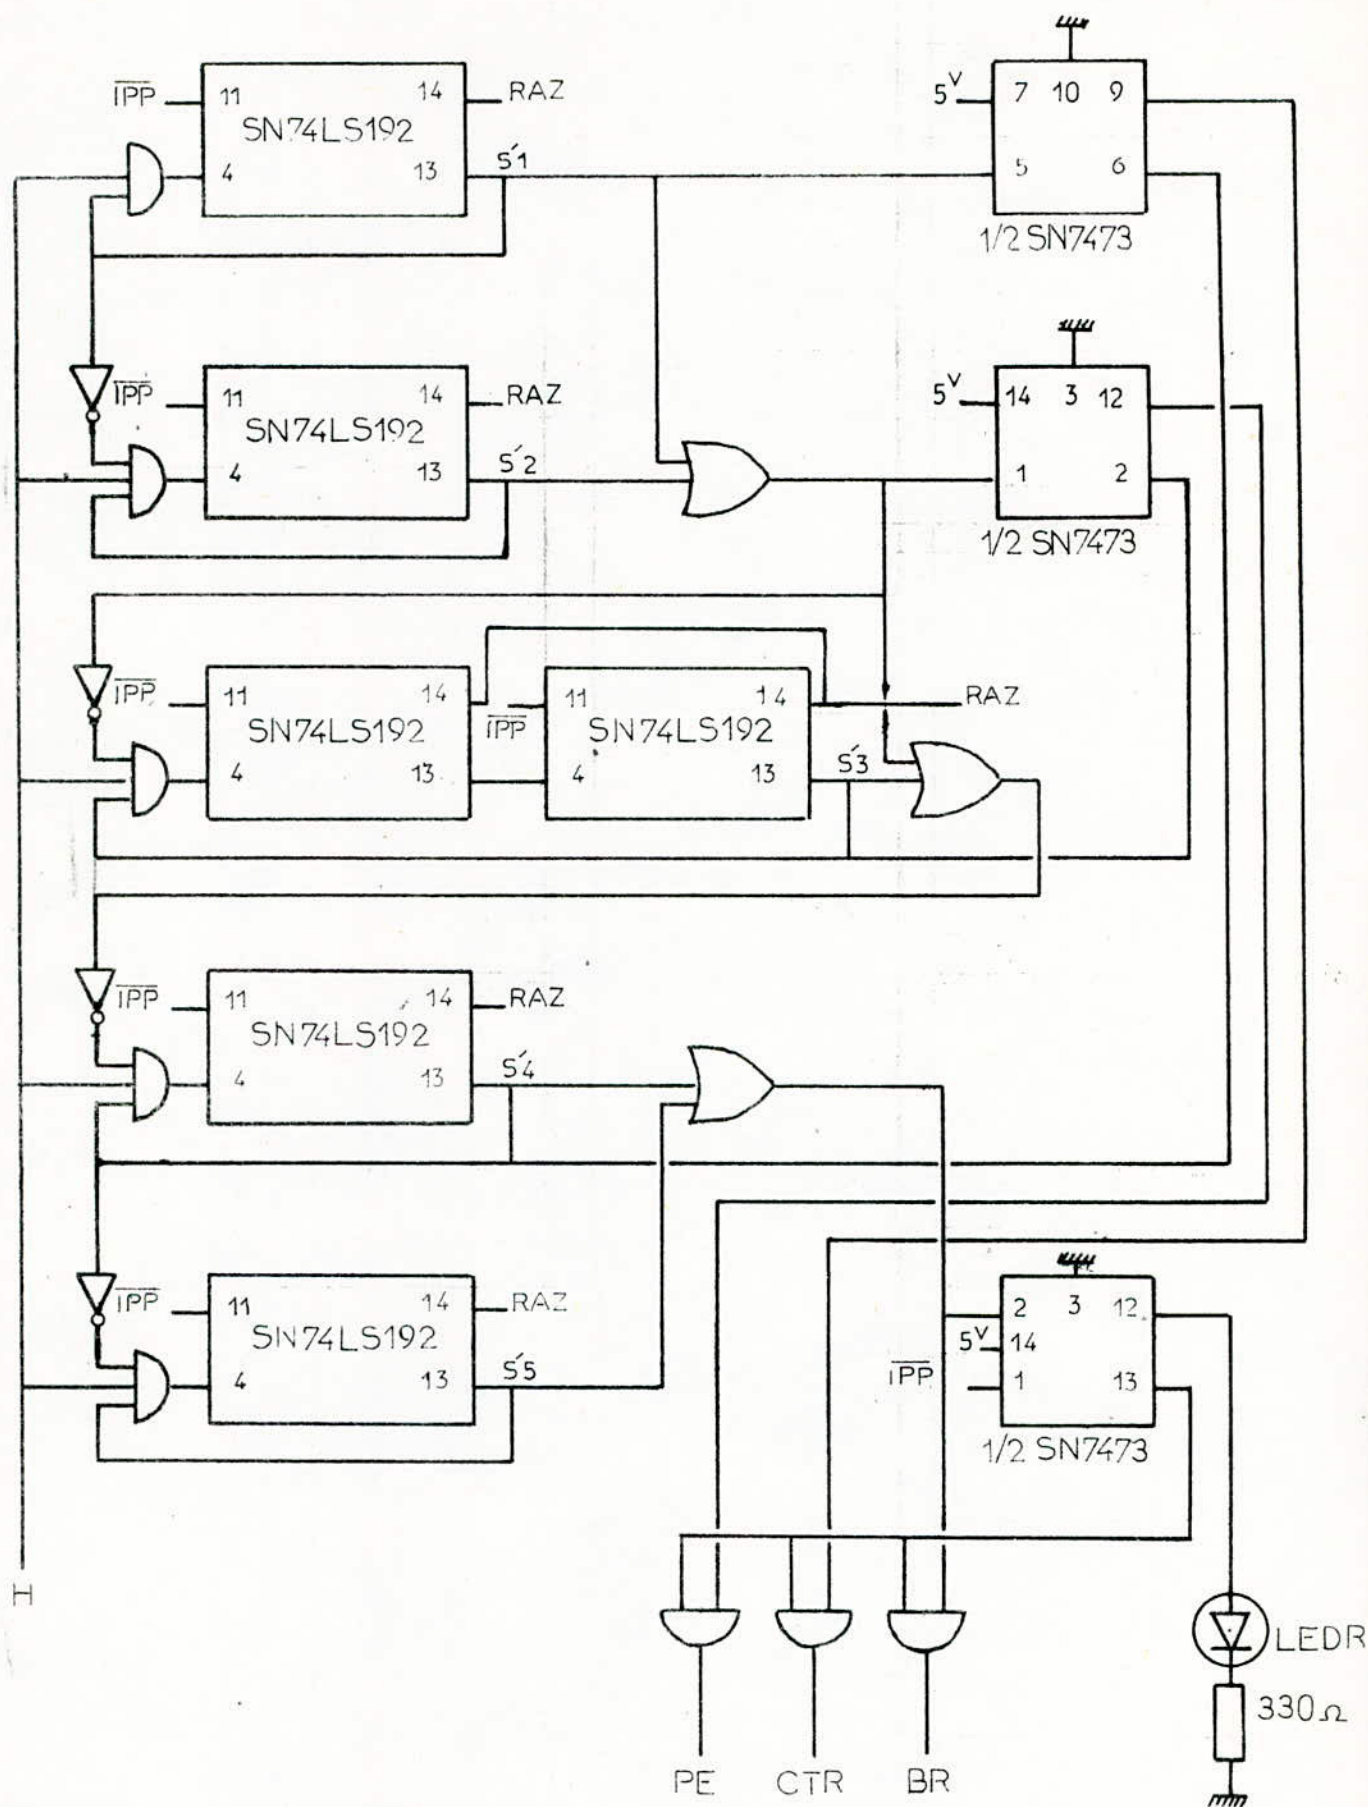 IPP 11 14 RAZ
SN74LS192
4 13 S'1
5V 7 10 9
5 6
1/2 SN7473
IPP 11 14 RAZ
SN74LS192
4 13 S'2
5V 14 3 12
1 2
1/2 SN7473
IPP 11 14
SN74LS192
4 13
IPP 11 14 RAZ
SN74LS192
4 13 S'3
IPP 11 14 RAZ
SN74LS192
4 13 S'4
IPP 11 14 RAZ
SN74LS192
4 13 S'5
2 3 12
5V 14
IPP 1 13
1/2 SN7473
H
LEDR
330Ω
PE CTR BR